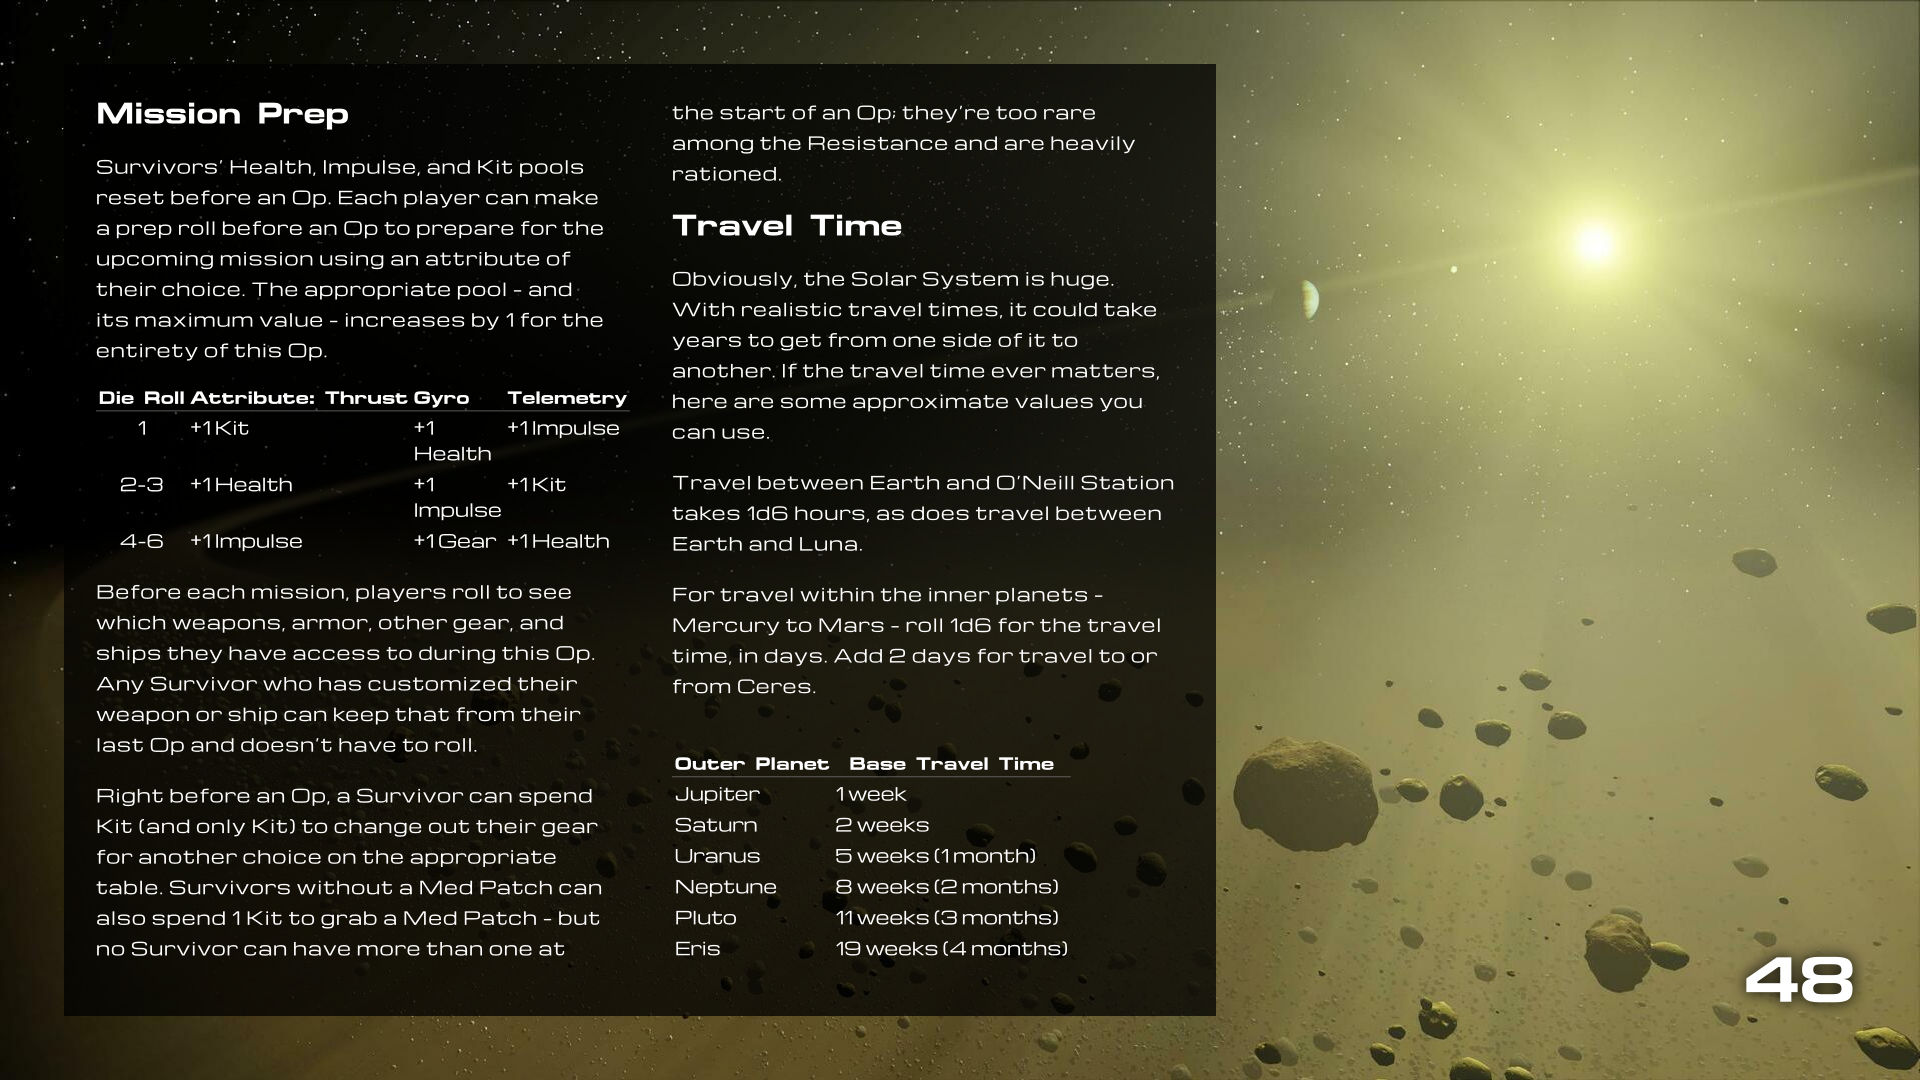 Mission Prep
Survivors' Health, Impulse, and Kit pools
reset before an Op. Each player can make
a prep roll before an Op to prepare for the
upcoming mission using an attribute of
their choice. The appropriate pool - and
its maximum value - increases by 1 for the
entirety of this Op.
Die Roll Attribute: Thrust Gyro Telemetry
1 +1 Kit +1 Health +1 Impulse
2-3 +1 Health +1 Impulse +1 Kit
4-6 +1 Impulse +1 Gear +1 Health
Before each mission, players roll to see
which weapons, armor, other gear, and
ships they have access to during this Op.
Any Survivor who has customized their
weapon or ship can keep that from their
last Op and doesn't have to roll.
Right before an Op, a Survivor can spend
Kit (and only Kit) to change out their gear
for another choice on the appropriate
table. Survivors without a Med Patch can
also spend 1 Kit to grab a Med Patch - but
no Survivor can have more than one at
the start of an Op; they're too rare
among the Resistance and are heavily
rationed.
Travel Time
Obviously, the Solar System is huge.
With realistic travel times, it could take
years to get from one side of it to
another. If the travel time ever matters,
here are some approximate values you
can use.
Travel between Earth and O'Neill Station
takes 1d6 hours, as does travel between
Earth and Luna.
For travel within the inner planets -
Mercury to Mars - roll 1d6 for the travel
time, in days. Add 2 days for travel to or
from Ceres.
Outer Planet Base Travel Time
Jupiter 1 week
Saturn 2 weeks
Uranus 5 weeks (1 month)
Neptune 8 weeks (2 months)
Pluto 11 weeks (3 months)
Eris 19 weeks (4 months)
48